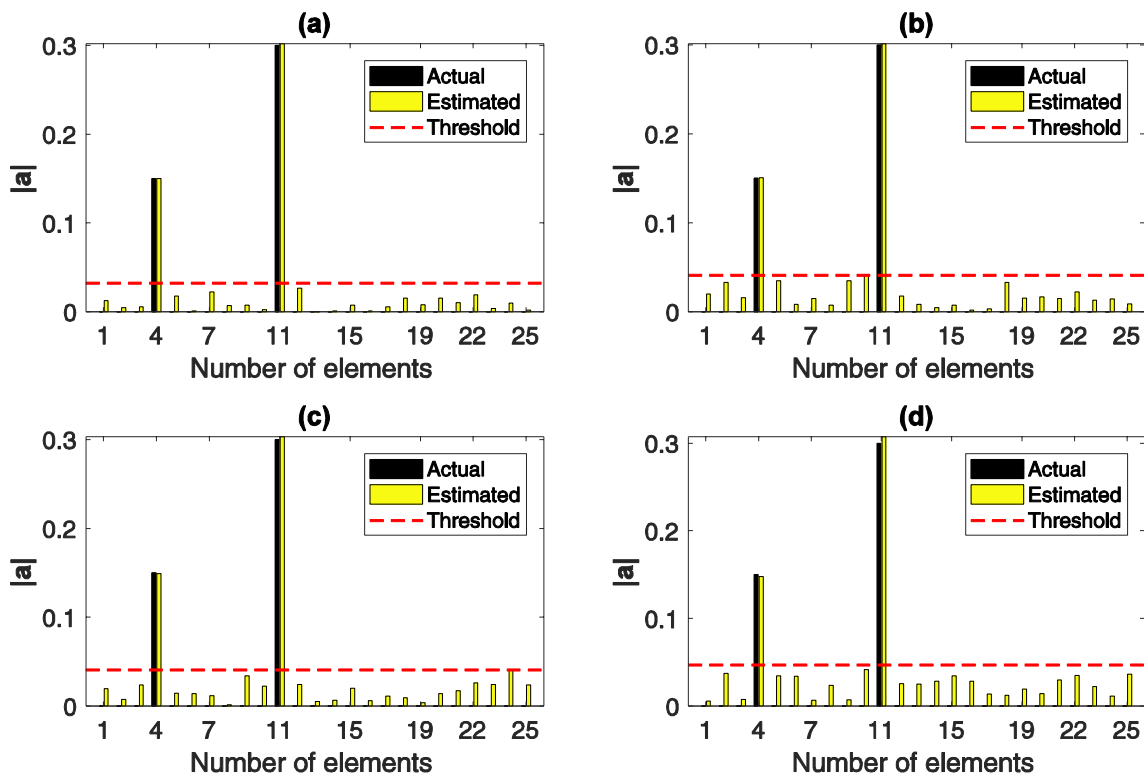 (a)
0.3
0.2
0.1
0
|a|
Actual
Estimated
Threshold
1 4 7 11 15 19 22 25
Number of elements
(b)
0.3
0.2
0.1
0
|a|
Actual
Estimated
Threshold
1 4 7 11 15 19 22 25
Number of elements
(c)
0.3
0.2
0.1
0
|a|
Actual
Estimated
Threshold
1 4 7 11 15 19 22 25
Number of elements
(d)
0.3
0.2
0.1
0
|a|
Actual
Estimated
Threshold
1 4 7 11 15 19 22 25
Number of elements